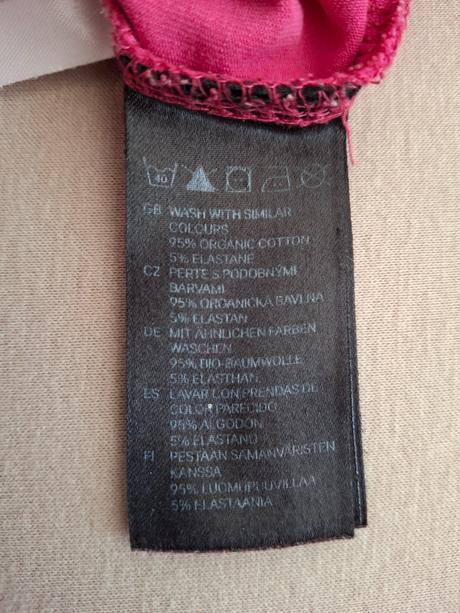 40
GB WASH WITH SIMILAR
COLOURS
95% ORGANIC COTTON
5% ELASTANE
CZ PERTE S PODOBNÝMI
BARVAMI
95% ORGANICKÁ BAVLNA
5% ELASTAN
DE MIT ÄHNLICHEN FARBEN
WASCHEN
95% BIO-BAUMWOLLE
5% ELASTHAN
ES LAVAR CON PRENDAS DE
COLOR PARECIDO
95% ALGODÓN
5% ELASTANO
FI PESTÄÄN SAMANVÄRISTEN
KANSSA
95% LUOMUPUUVILLAA
5% ELASTAANIA